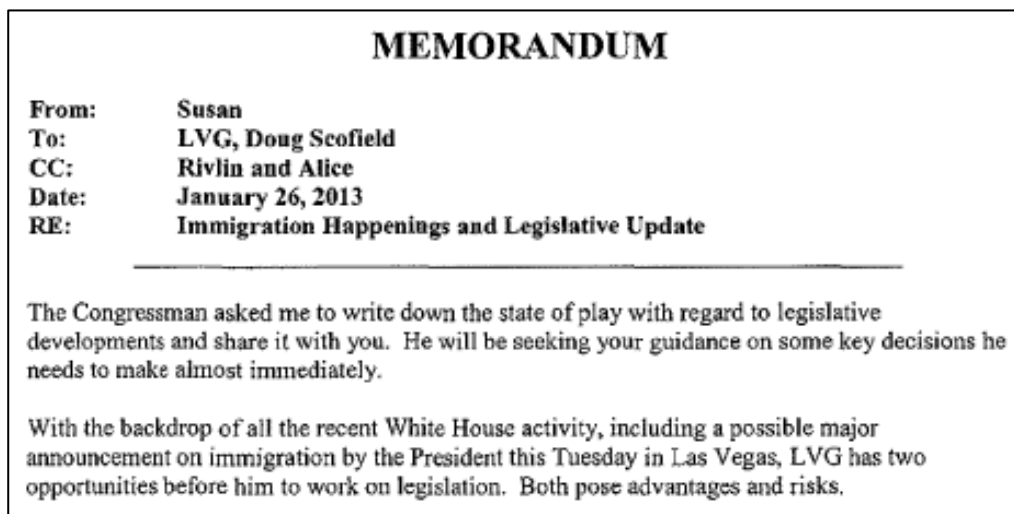 MEMORANDUM
From: Susan
To: LVG, Doug Scofield
CC: Rivlin and Alice
Date: January 26, 2013
RE: Immigration Happenings and Legislative Update
The Congressman asked me to write down the state of play with regard to legislative
developments and share it with you. He will be seeking your guidance on some key decisions he
needs to make almost immediately.
With the backdrop of all the recent White House activity, including a possible major
announcement on immigration by the President this Tuesday in Las Vegas, LVG has two
opportunities before him to work on legislation. Both pose advantages and risks.